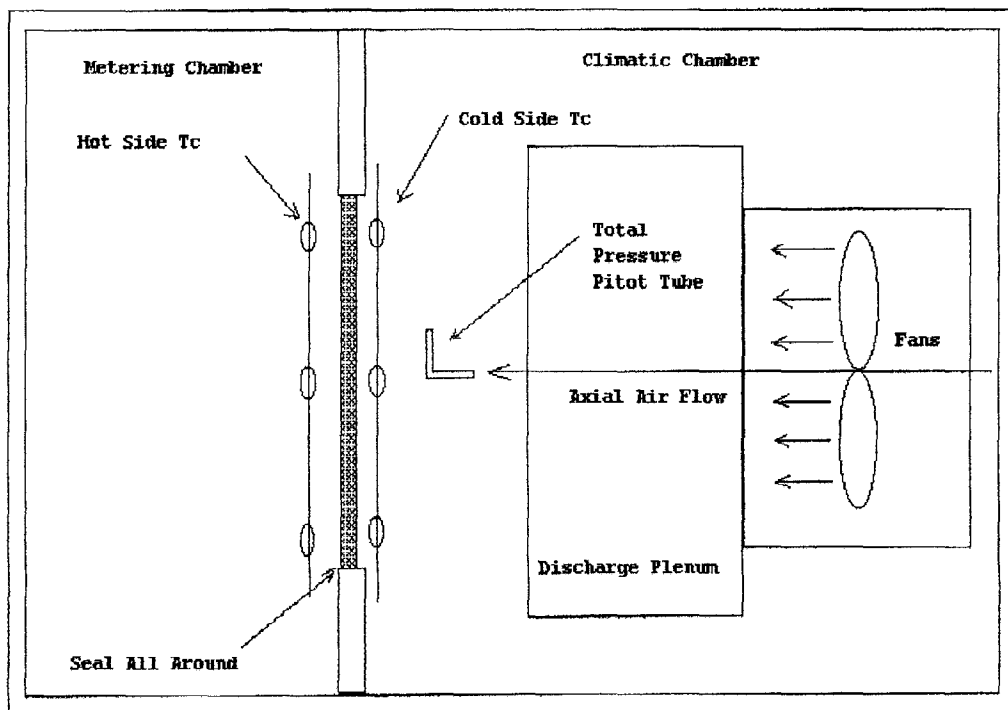 Metering Chamber
Climatic Chamber
Hot Side Tc
Cold Side Tc
Total
Pressure
Pitot Tube
Fans
Axial Air Flow
Discharge Plenum
Seal All Around